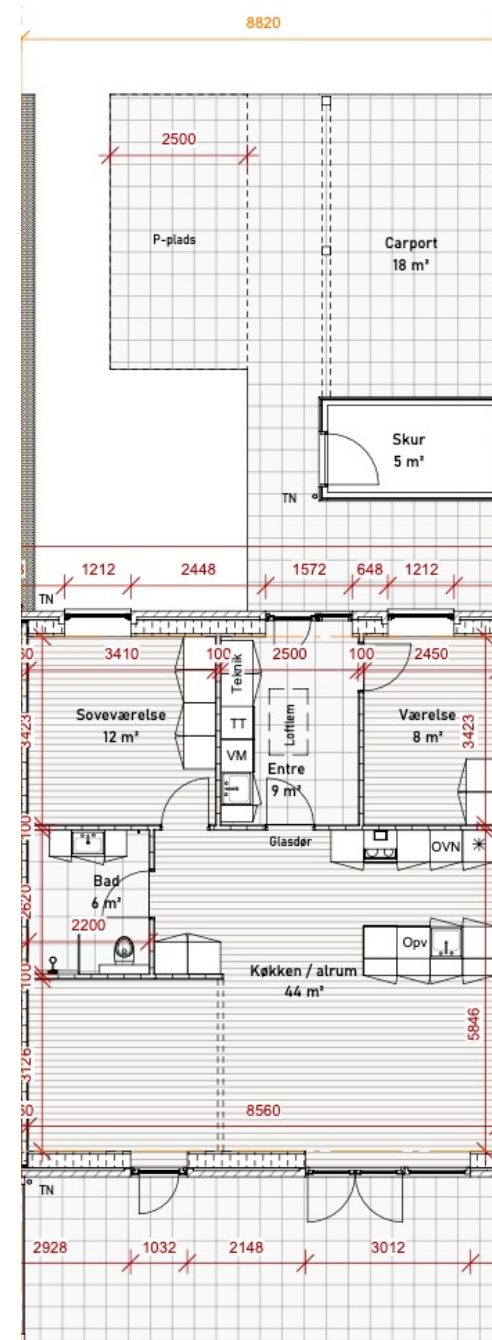 8820
2500
P-plads
Carport
18 m²
Skur
5 m²
TN
1212
2448
1572
648
1212
TN
3410
100
2500
100
2450
Teknik
Soveværelse
12 m²
TT
Loftlem
Værelse
8 m²
3423
3423
VM
Entre
9 m²
100
Glasdør
OVN
Bad
6 m²
2620
2200
Opv
Køkken / alrum
44 m²
100
5846
3126
8560
TN
2928
1032
2148
3012